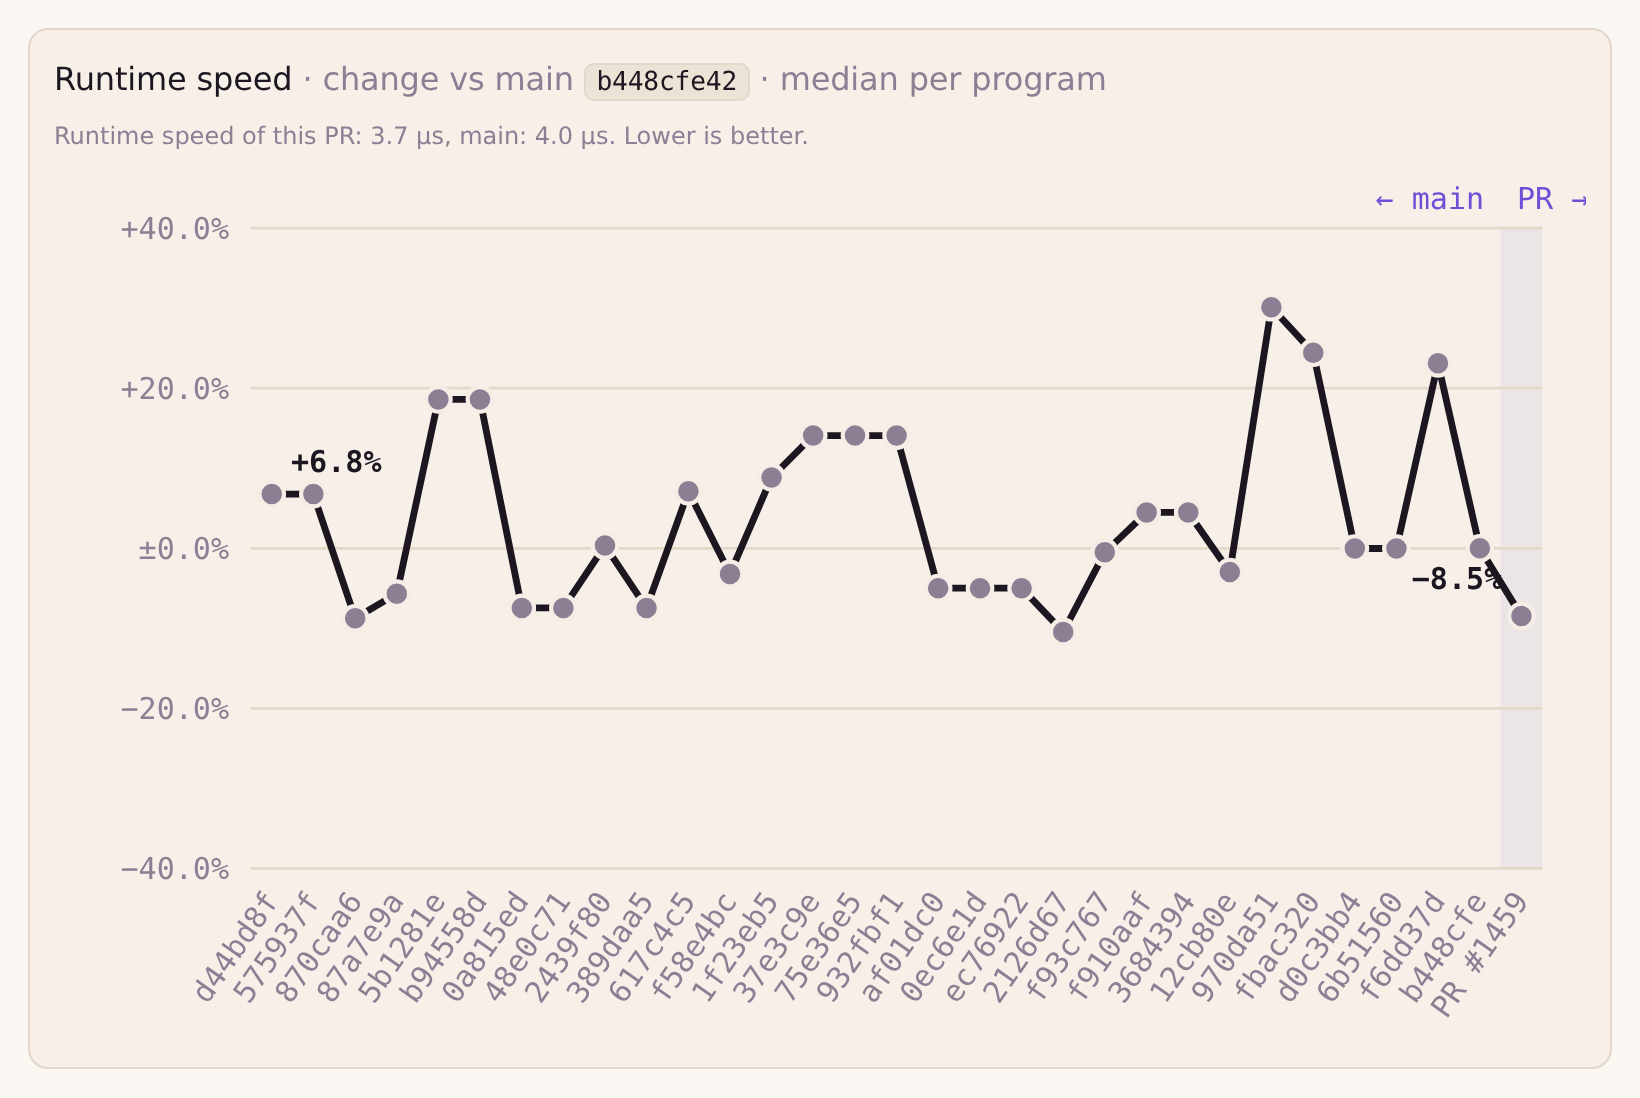 Runtime speed · change vs main b448cfe42 · median per program
Runtime speed of this PR: 3.7 µs, main: 4.0 µs. Lower is better.
← main PR →
+40.0%
+20.0%
+6.8%
±0.0%
−8.5%
−20.0%
−40.0%
d44bd8f
575937f
870caa6
87a7e9a
5b1281e
b94558d
0a815ed
48e0c71
2439f80
389daa5
617c4c5
f58e4bc
1f23eb5
37e3c9e
75e36e5
932fbf1
af01dc0
0ec6e1d
ec76922
2126d67
f93c767
f910aaf
3684394
12cb80e
970da51
fbac320
d0c3bb4
6b51560
f6dd37d
b448cfe
PR #1459